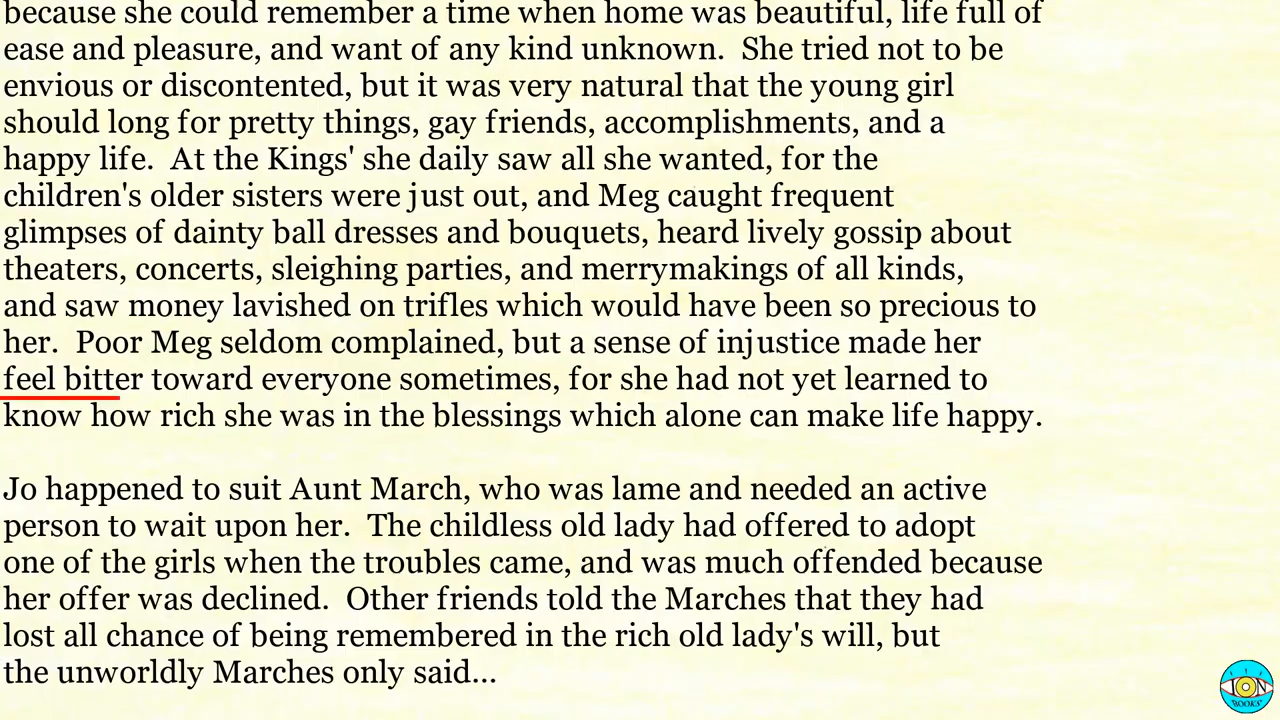 because she could remember a time when home was beautiful, life full of
ease and pleasure, and want of any kind unknown.  She tried not to be
envious or discontented, but it was very natural that the young girl
should long for pretty things, gay friends, accomplishments, and a
happy life.  At the Kings' she daily saw all she wanted, for the
children's older sisters were just out, and Meg caught frequent
glimpses of dainty ball dresses and bouquets, heard lively gossip about
theaters, concerts, sleighing parties, and merrymakings of all kinds,
and saw money lavished on trifles which would have been so precious to
her.  Poor Meg seldom complained, but a sense of injustice made her
feel bitter toward everyone sometimes, for she had not yet learned to
know how rich she was in the blessings which alone can make life happy.

Jo happened to suit Aunt March, who was lame and needed an active
person to wait upon her.  The childless old lady had offered to adopt
one of the girls when the troubles came, and was much offended because
her offer was declined.  Other friends told the Marches that they had
lost all chance of being remembered in the rich old lady's will, but
the unworldly Marches only said...
ION
BOOKS